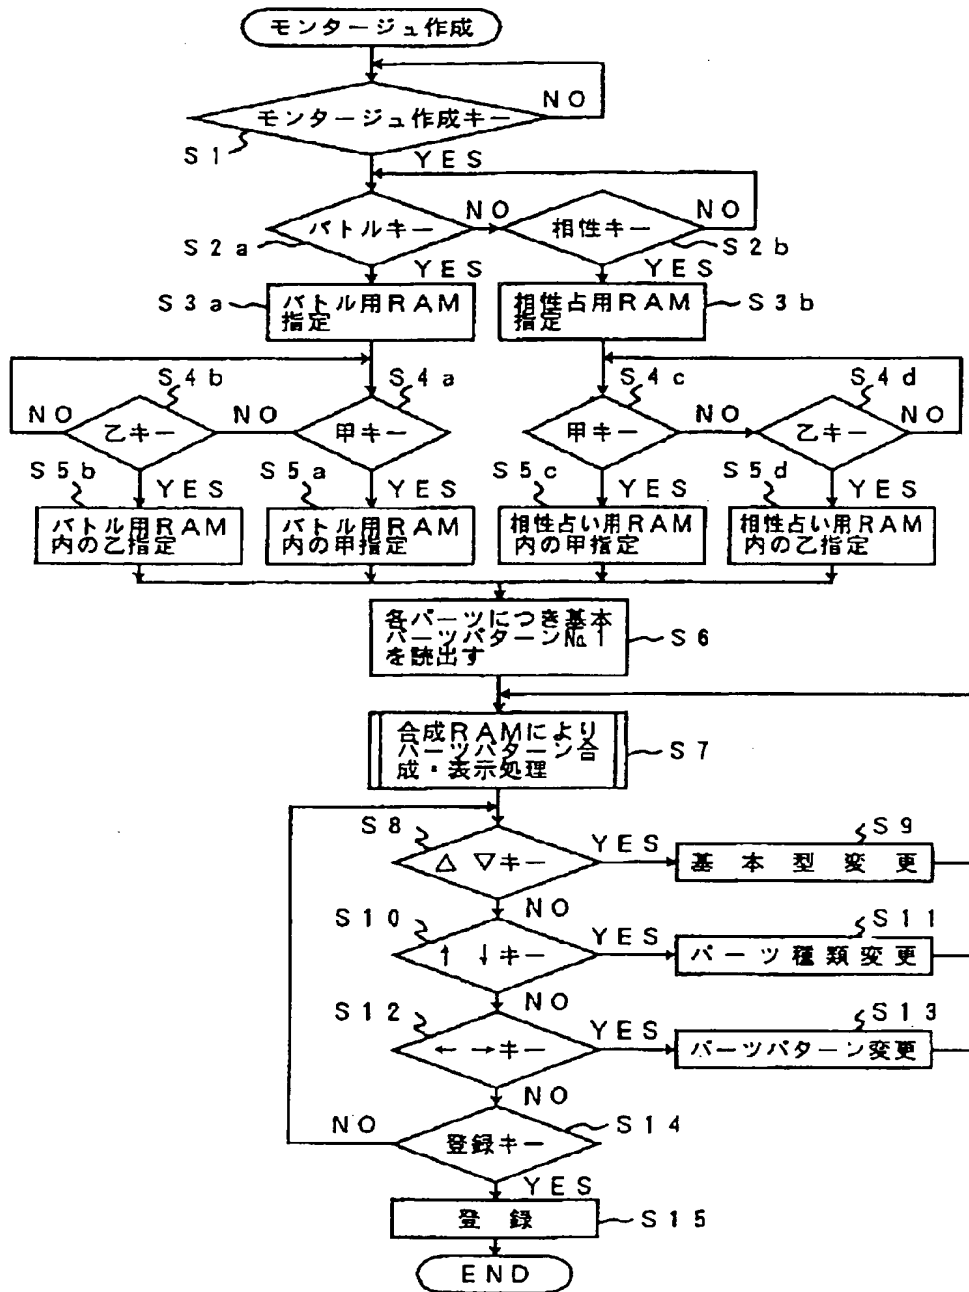 モンタージュ作成
NO
モンタージュ作成キー
S1
YES
バトルキー
NO
相性キー
NO
S2a
S2b
YES
YES
S3a
バトル用RAM
指定
相性占用RAM
指定
S3b
S4b
S4a
S4c
S4d
NO
乙キー
NO
甲キー
甲キー
NO
乙キー
NO
S5b
YES
S5a
YES
S5c
YES
S5d
YES
バトル用RAM
内の乙指定
バトル用RAM
内の甲指定
相性占い用RAM
内の甲指定
相性占い用RAM
内の乙指定
各パーツにつき基本
パーツパターン№1
を読出す
S6
合成RAMにより
パーツパターン合
成・表示処理
S7
S8
△ ▽キー
YES
S9
基本型変更
NO
S10
↑ ↓キー
YES
S11
パーツ種類変更
NO
S12
← →キー
YES
S13
パーツパターン変更
NO
NO
登録キー
S14
YES
登録
S15
END